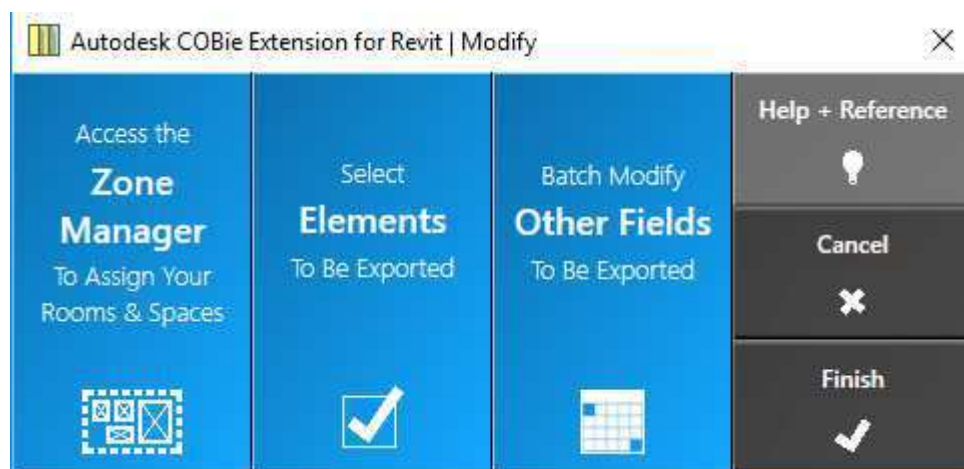 Autodesk COBie Extension for Revit | Modify
Access the
Zone
Manager
To Assign Your
Rooms & Spaces
Select
Elements
To Be Exported
Batch Modify
Other Fields
To Be Exported
Help + Reference
Cancel
Finish